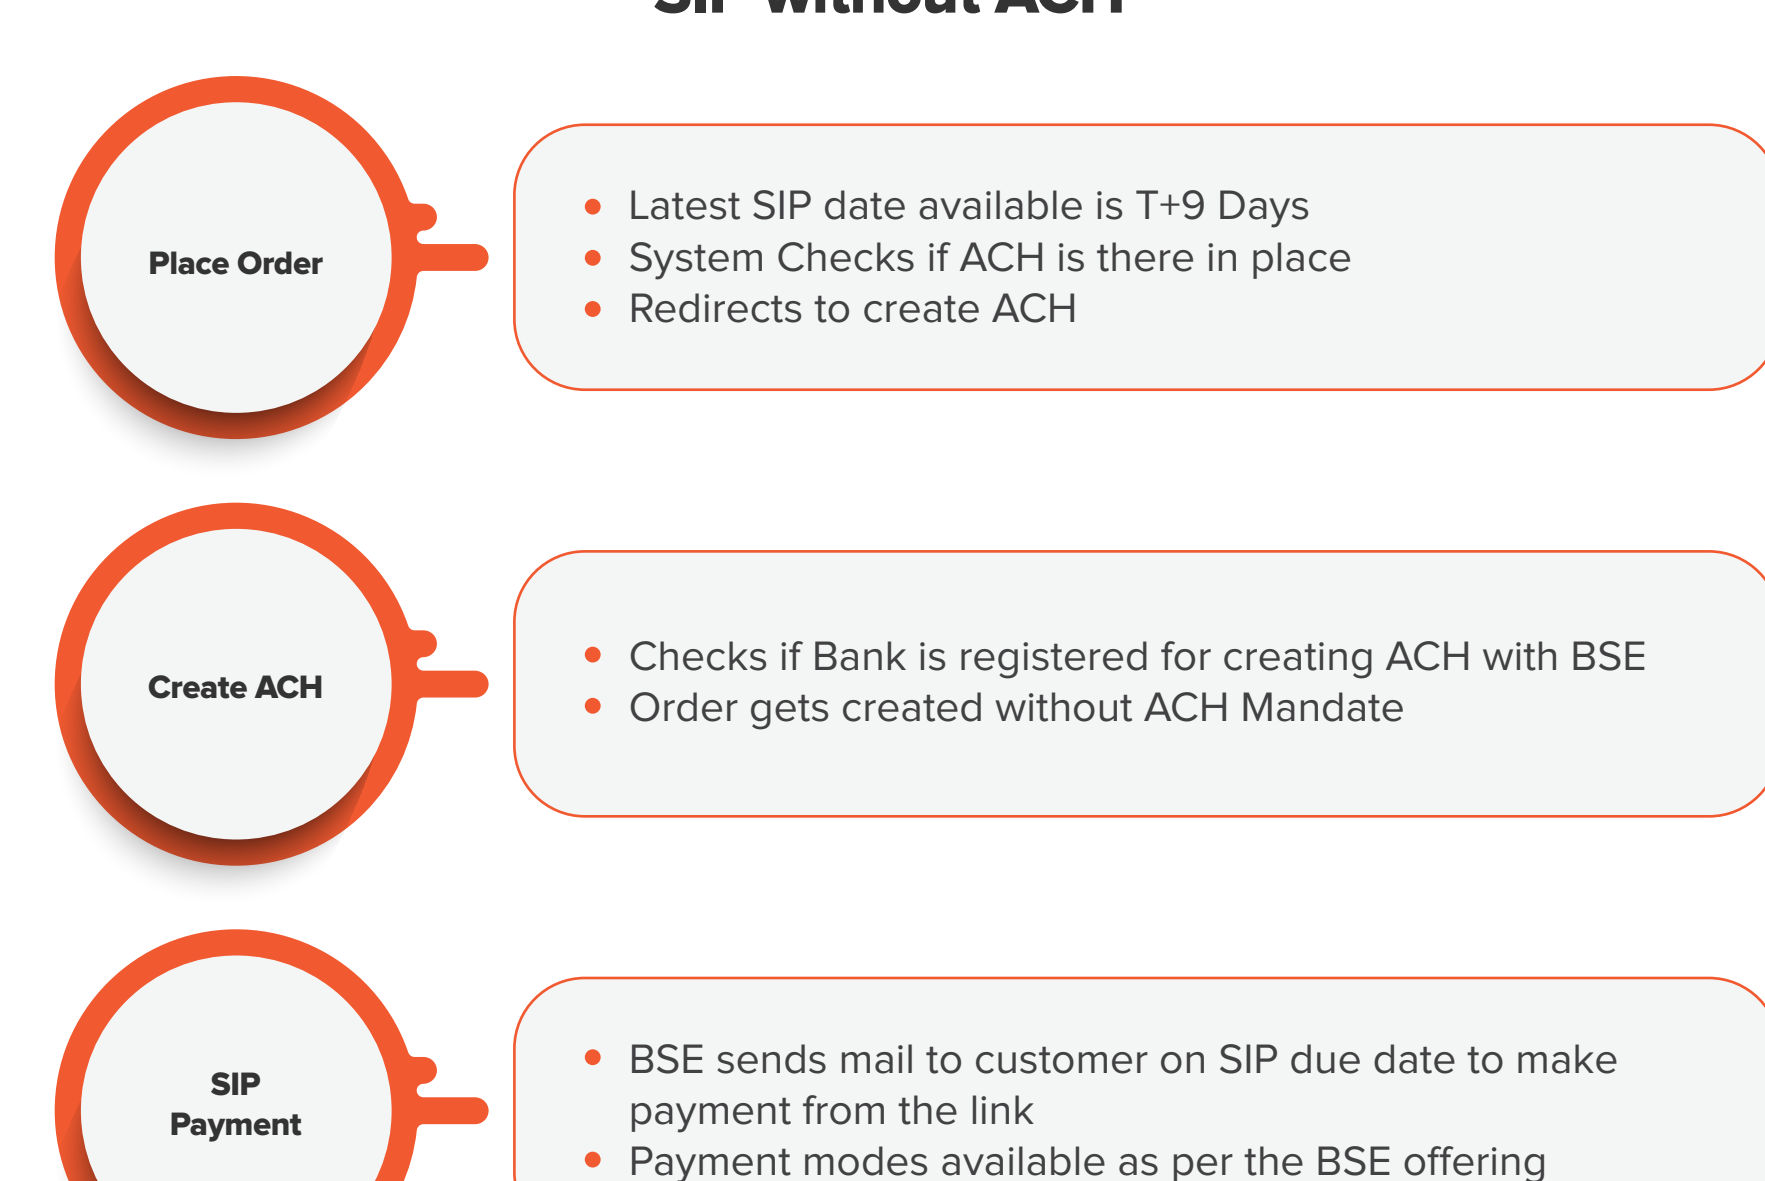 SIP without ACH
Place Order
• Latest SIP date available is T+9 Days
• System Checks if ACH is there in place
• Redirects to create ACH
Create ACH
• Checks if Bank is registered for creating ACH with BSE
• Order gets created without ACH Mandate
SIP
Payment
• BSE sends mail to customer on SIP due date to make
payment from the link
• Payment modes available as per the BSE offering